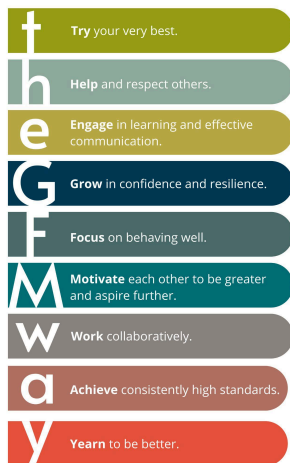 t
Try your very best.
h
Help and respect others.
e
Engage in learning and effective
communication.
G
Grow in confidence and resilience.
F
Focus on behaving well.
M
Motivate each other to be greater
and aspire further.
w
Work collaboratively.
a
Achieve consistently high standards.
y
Yearn to be better.